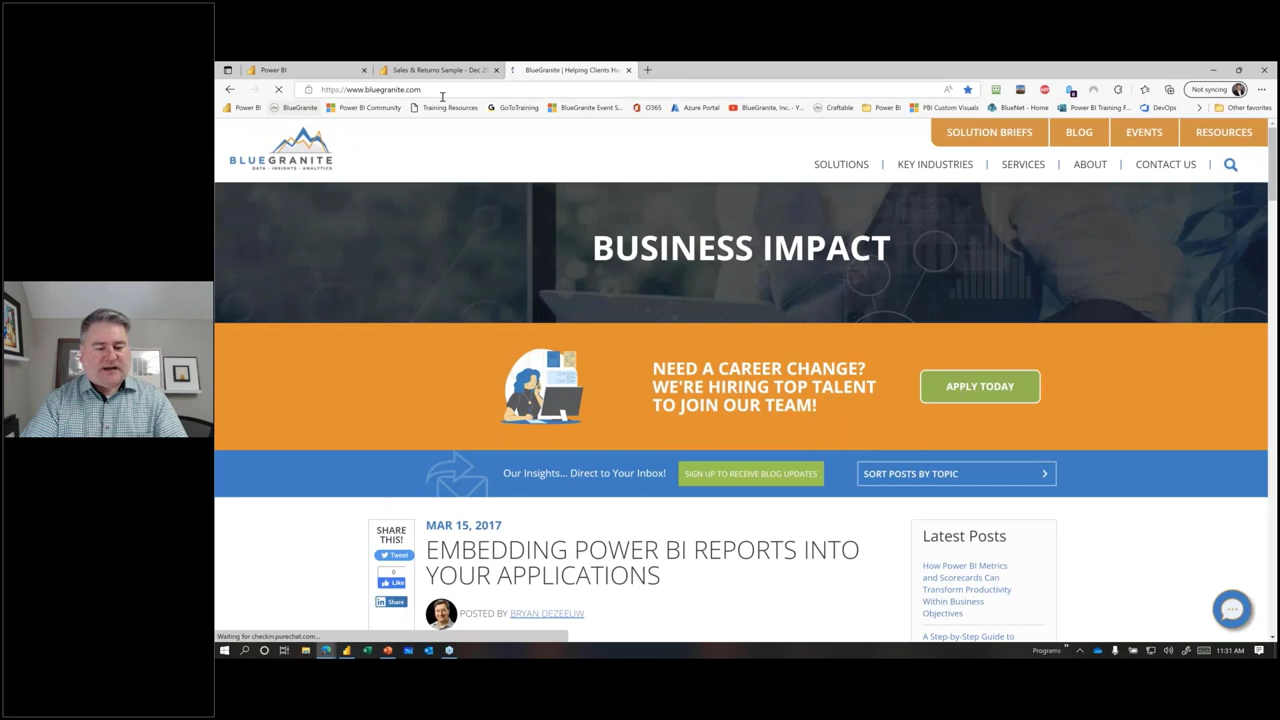 Power BI
Sales & Returns Sample - Dec 2
BlueGranite | Helping Clients Ha
https://www.bluegranite.com
Not syncing
Power BI
BlueGranite
Power BI Community
Training Resources
GoToTraining
BlueGranite Event S...
O365
Azure Portal
BlueGranite, Inc. - Y...
Craftable
Power BI
PBI Custom Visuals
BlueNet - Home
Power BI Training F...
DevOps
Other favorites
BLUEGRANITE
DATA · INSIGHTS · ANALYTICS
SOLUTION BRIEFS
BLOG
EVENTS
RESOURCES
SOLUTIONS
KEY INDUSTRIES
SERVICES
ABOUT
CONTACT US
BUSINESS IMPACT
NEED A CAREER CHANGE?
WE'RE HIRING TOP TALENT
TO JOIN OUR TEAM!
APPLY TODAY
Our Insights... Direct to Your Inbox!
SIGN UP TO RECEIVE BLOG UPDATES
SORT POSTS BY TOPIC
SHARE
THIS!
Tweet
0
Like
Share
MAR 15, 2017
EMBEDDING POWER BI REPORTS INTO
YOUR APPLICATIONS
POSTED BY BRYAN DEZEEUW
Latest Posts
How Power BI Metrics
and Scorecards Can
Transform Productivity
Within Business
Objectives
A Step-by-Step Guide to
Waiting for checkin.purechat.com...
Programs
11:31 AM